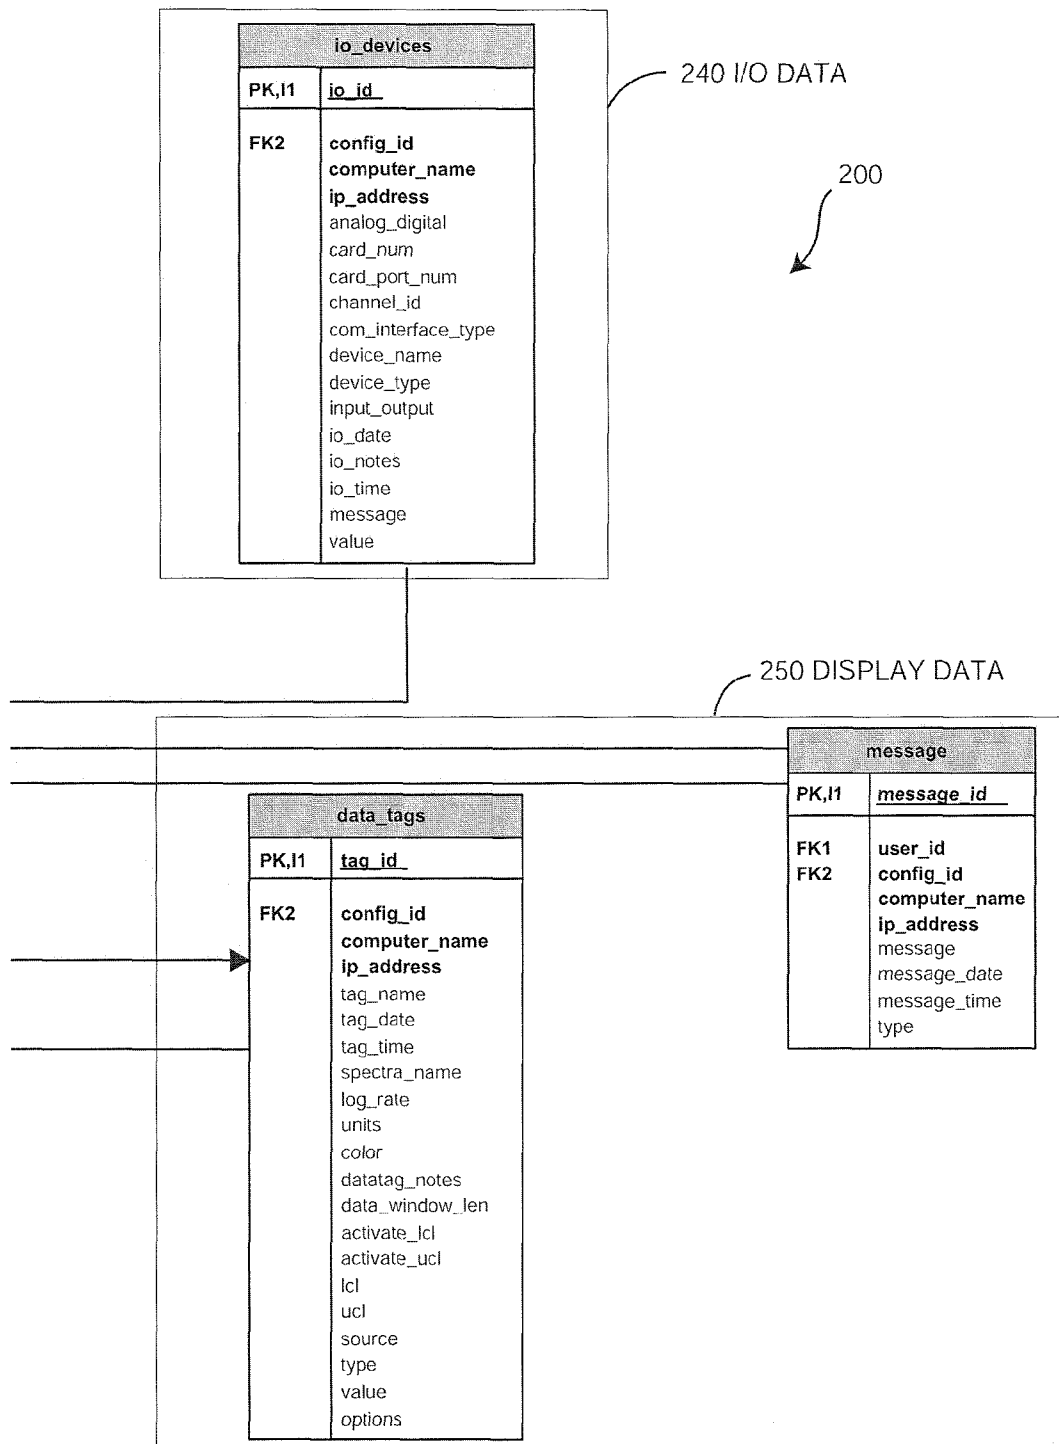 io_devices
PK,I1 io_id
FK2 config_id
computer_name
ip_address
analog_digital
card_num
card_port_num
channel_id
com_interface_type
device_name
device_type
input_output
io_date
io_notes
io_time
message
value
240 I/O DATA
200
250 DISPLAY DATA
message
PK,I1 message_id
FK1 user_id
FK2 config_id
computer_name
ip_address
message
message_date
message_time
type
data_tags
PK,I1 tag_id
FK2 config_id
computer_name
ip_address
tag_name
tag_date
tag_time
spectra_name
log_rate
units
color
datatag_notes
data_window_len
activate_lcl
activate_ucl
lcl
ucl
source
type
value
options